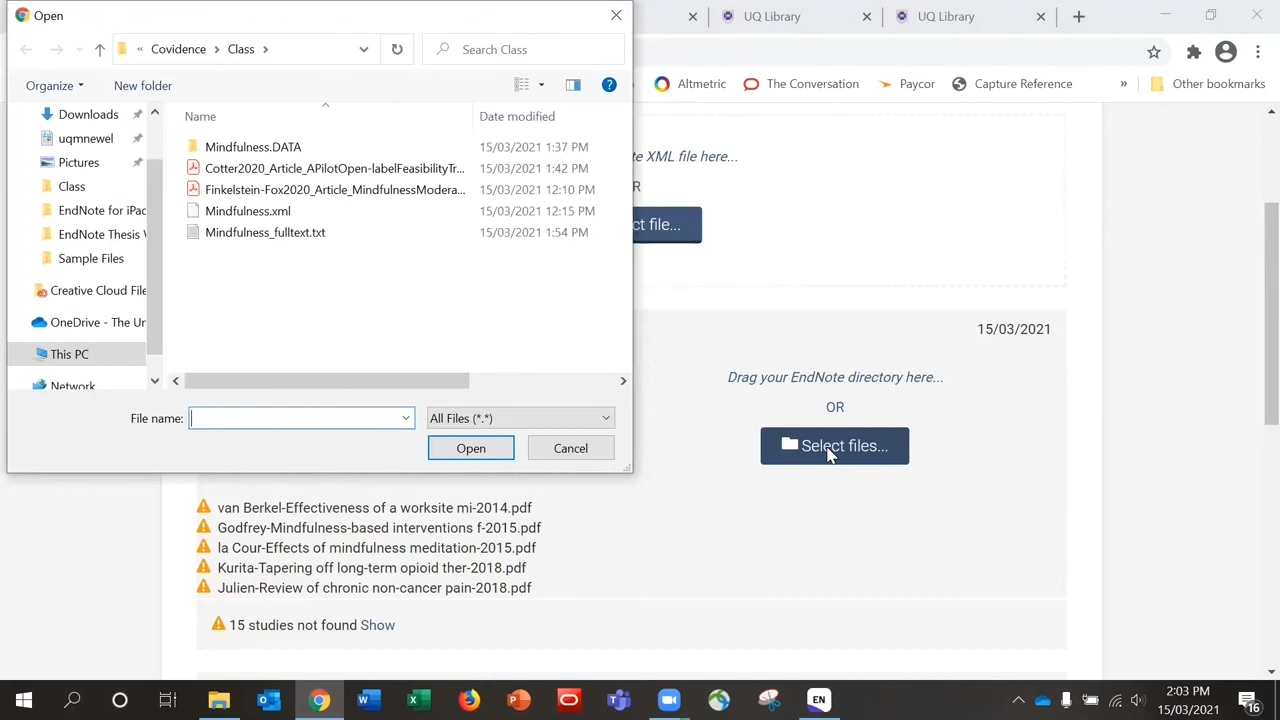 Open
UQ Library
UQ Library
« Covidence > Class >
Search Class
Organize
New folder
Altmetric
The Conversation
Paycor
Capture Reference
»
Other bookmarks
Downloads
uqmnewel
Pictures
Class
EndNote for iPad
EndNote Thesis W
Sample Files
Creative Cloud File
OneDrive - The Un
This PC
Network
Name
Date modified
Mindfulness.DATA
15/03/2021 1:37 PM
Cotter2020_Article_APilotOpen-labelFeasibilityTr...
15/03/2021 1:42 PM
Finkelstein-Fox2020_Article_MindfulnessModera...
15/03/2021 12:10 PM
Mindfulness.xml
15/03/2021 12:15 PM
Mindfulness_fulltext.txt
15/03/2021 1:54 PM
File name:
All Files (*.*)
Open
Cancel
te XML file here...
R
ct file...
15/03/2021
Drag your EndNote directory here...
OR
Select files...
van Berkel-Effectiveness of a worksite mi-2014.pdf
Godfrey-Mindfulness-based interventions f-2015.pdf
la Cour-Effects of mindfulness meditation-2015.pdf
Kurita-Tapering off long-term opioid ther-2018.pdf
Julien-Review of chronic non-cancer pain-2018.pdf
15 studies not found Show
EN
2:03 PM
15/03/2021
16